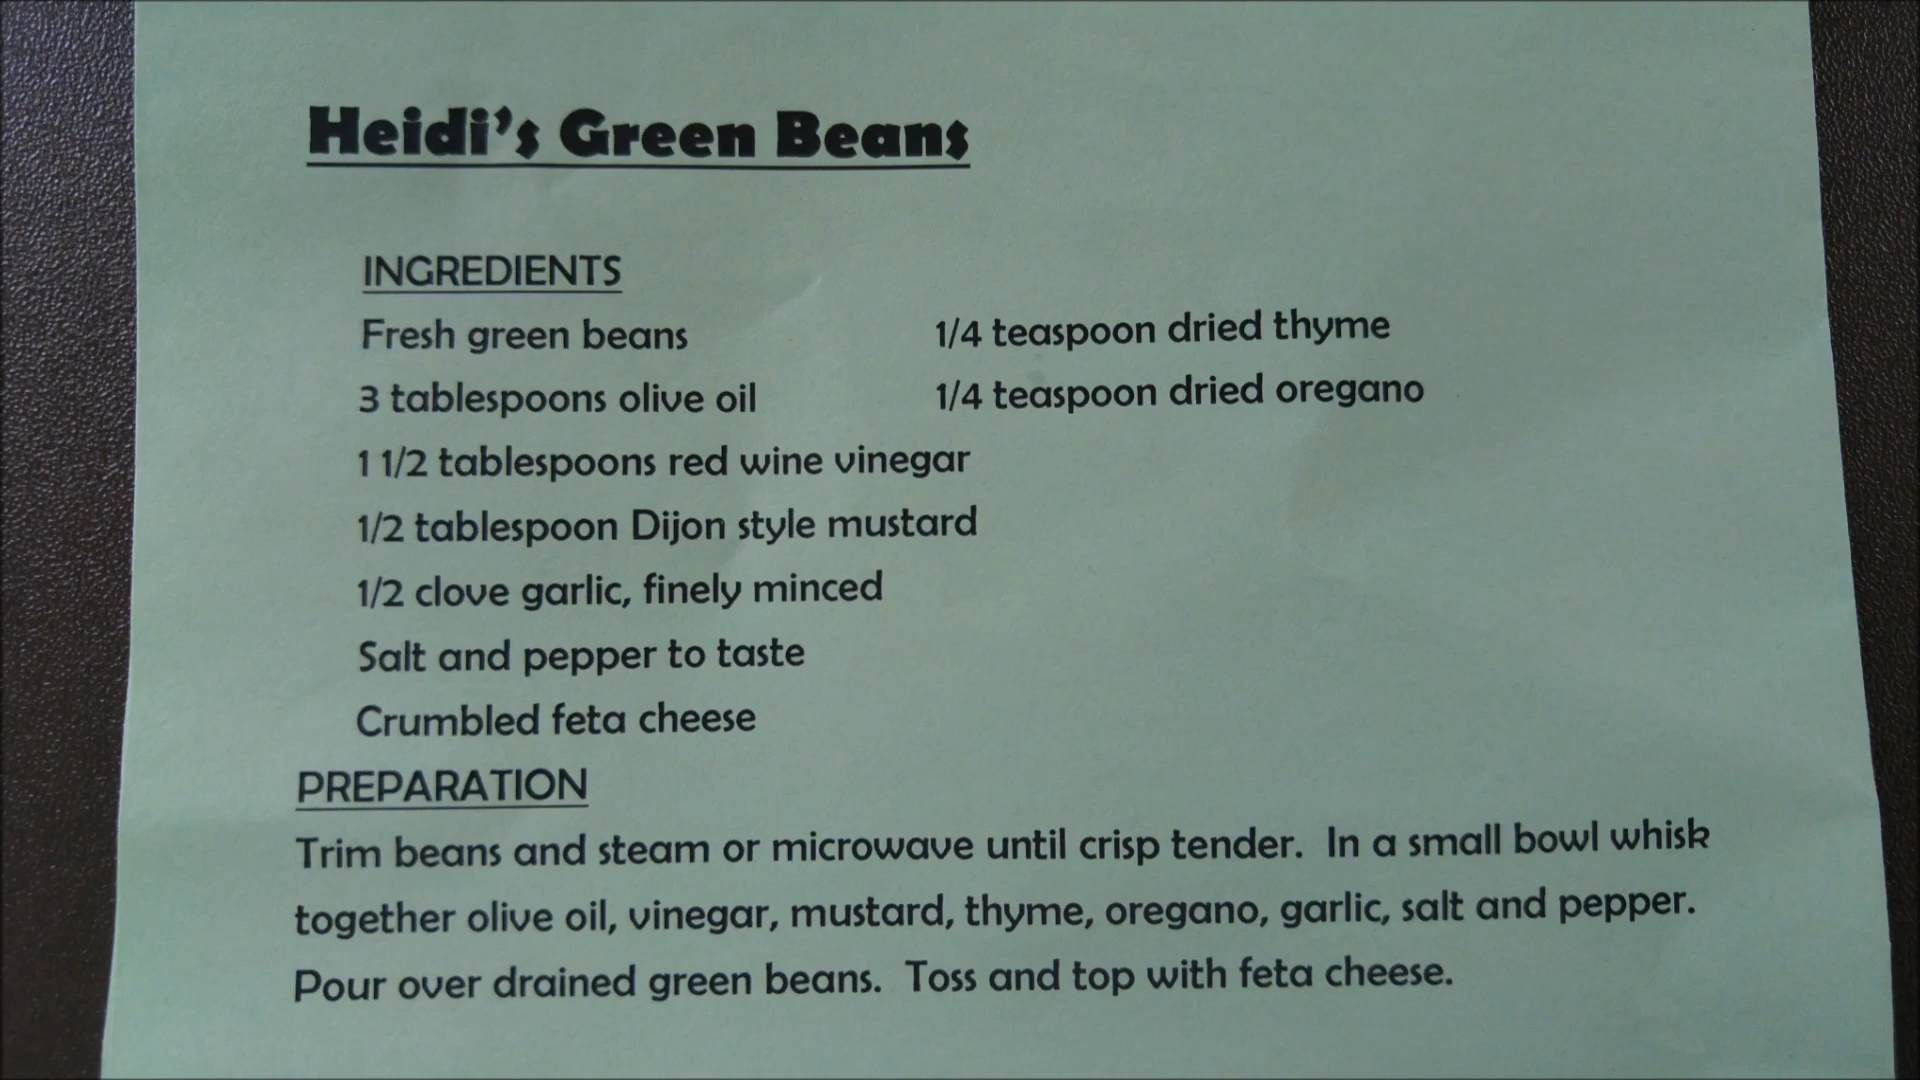 Heidi's Green Beans
INGREDIENTS
Fresh green beans
3 tablespoons olive oil
1 1/2 tablespoons red wine vinegar
1/2 tablespoon Dijon style mustard
1/2 clove garlic, finely minced
Salt and pepper to taste
Crumbled feta cheese
1/4 teaspoon dried thyme
1/4 teaspoon dried oregano
PREPARATION
Trim beans and steam or microwave until crisp tender.  In a small bowl whisk
together olive oil, vinegar, mustard, thyme, oregano, garlic, salt and pepper.
Pour over drained green beans.  Toss and top with feta cheese.